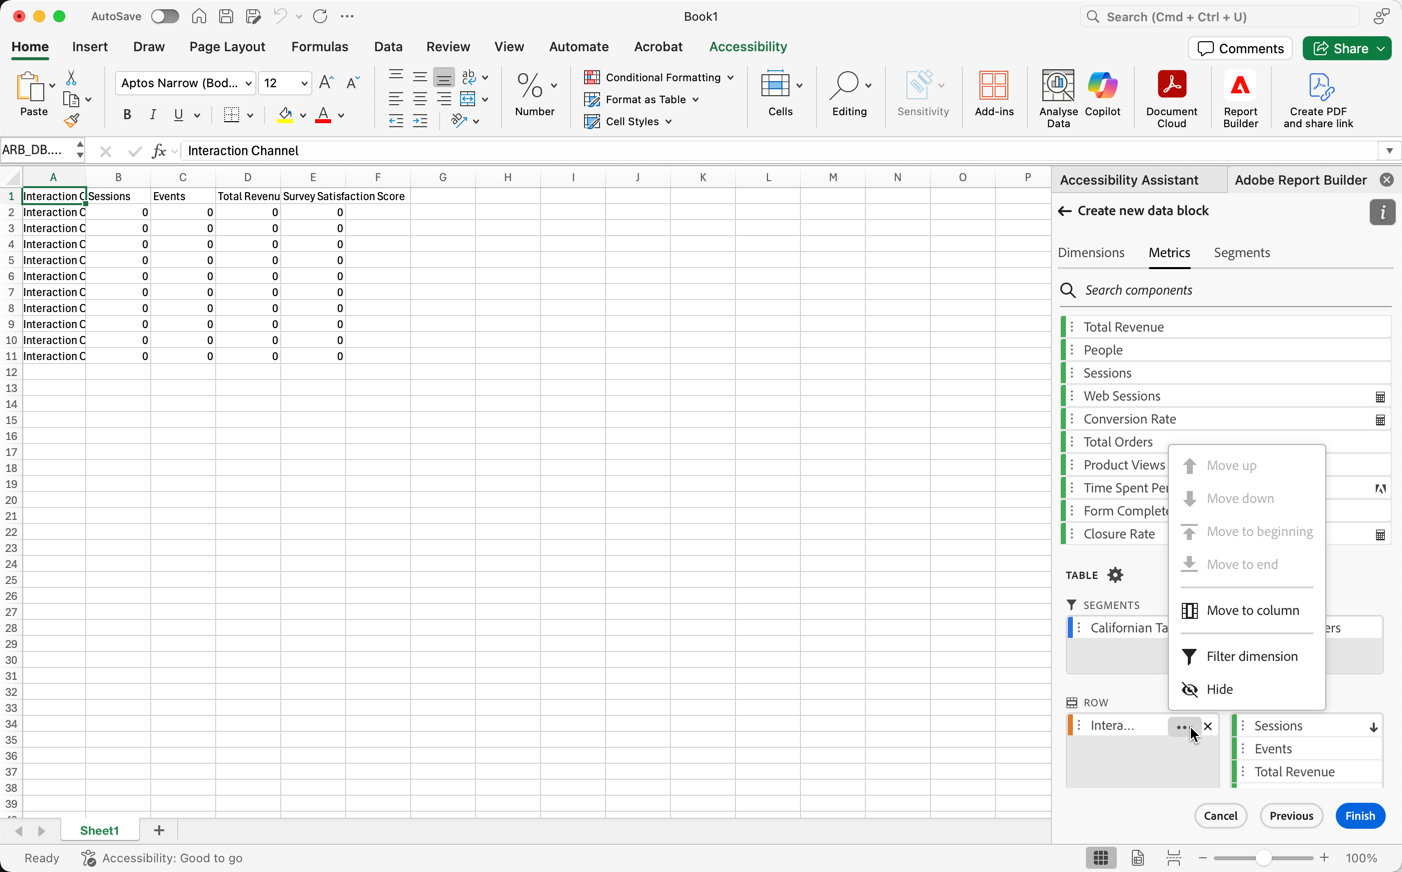 AutoSave
Book1
Search (Cmd + Ctrl + U)
Home Insert Draw Page Layout Formulas Data Review View Automate Acrobat Accessibility
Comments Share
Paste
Aptos Narrow (Bod... 12
B I U
Number
Conditional Formatting
Format as Table
Cell Styles
Cells
Editing
Sensitivity
Add-ins
Analyse Data
Copilot
Document Cloud
Report Builder
Create PDF and share link
ARB_DB.... fx Interaction Channel
A B C D E F G H I J K L M N O P
1 Interaction C Sessions Events Total Revenu Survey Satisfaction Score
2 Interaction C 0 0 0 0
3 Interaction C 0 0 0 0
4 Interaction C 0 0 0 0
5 Interaction C 0 0 0 0
6 Interaction C 0 0 0 0
7 Interaction C 0 0 0 0
8 Interaction C 0 0 0 0
9 Interaction C 0 0 0 0
10 Interaction C 0 0 0 0
11 Interaction C 0 0 0 0
12
13
14
15
16
17
18
19
20
21
22
23
24
25
26
27
28
29
30
31
32
33
34
35
36
37
38
39
Accessibility Assistant Adobe Report Builder
Create new data block
Dimensions Metrics Segments
Search components
Total Revenue
People
Sessions
Web Sessions
Conversion Rate
Total Orders
Product Views
Time Spent Per
Form Complete
Closure Rate
Move up
Move down
Move to beginning
Move to end
Move to column
Filter dimension
Hide
TABLE
SEGMENTS
Californian Ta ers
ROW
Intera...
Sessions
Events
Total Revenue
Cancel Previous Finish
Sheet1
Ready Accessibility: Good to go 100%